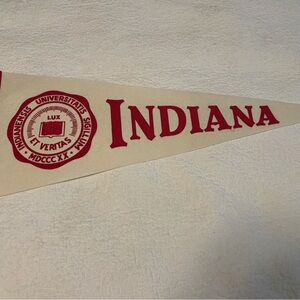 INDIANENSIS UNIVERSITATIS SIGILLUM
LUX
ET VERITAS
MDCCCXX
INDIANA